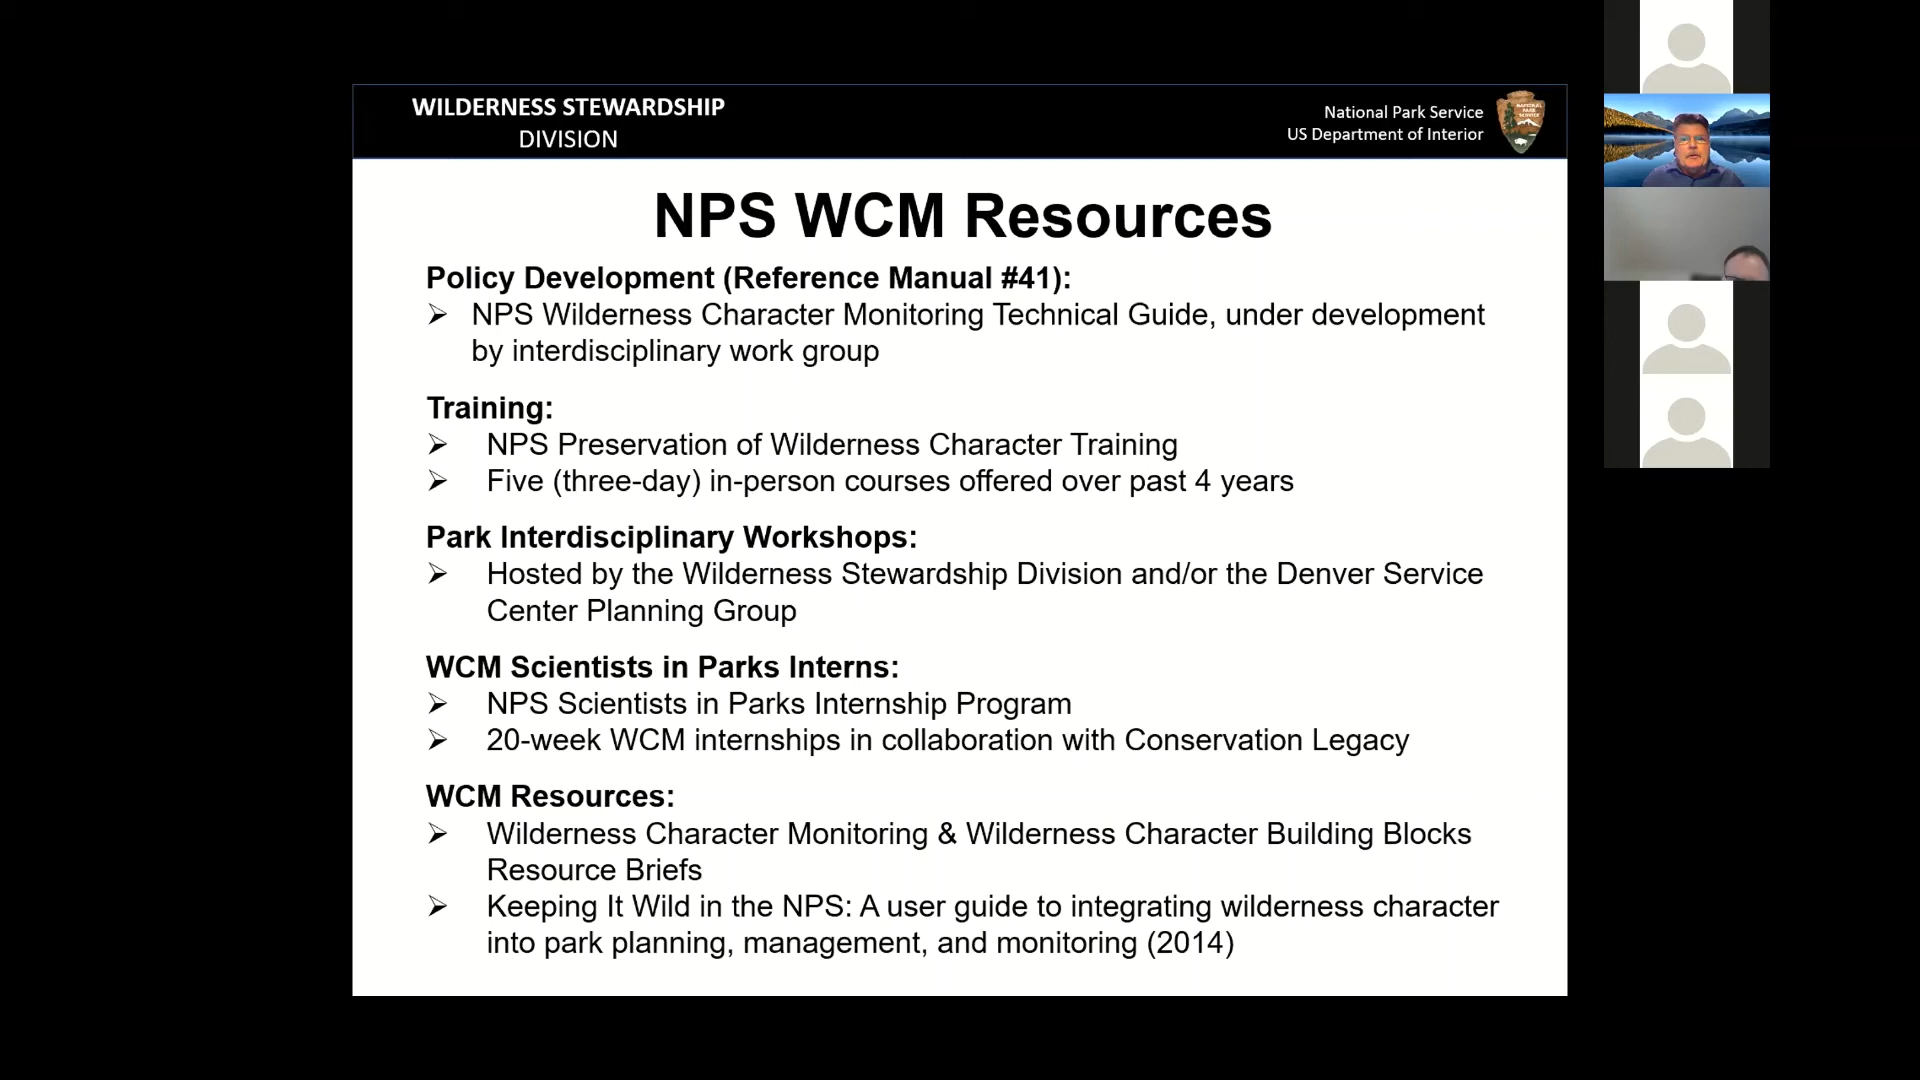 WILDERNESS STEWARDSHIP
DIVISION
National Park Service
US Department of Interior
NATIONAL
PARK
SERVICE
NPS WCM Resources
Policy Development (Reference Manual #41):
➢ NPS Wilderness Character Monitoring Technical Guide, under development
by interdisciplinary work group
Training:
➢ NPS Preservation of Wilderness Character Training
➢ Five (three-day) in-person courses offered over past 4 years
Park Interdisciplinary Workshops:
➢ Hosted by the Wilderness Stewardship Division and/or the Denver Service
Center Planning Group
WCM Scientists in Parks Interns:
➢ NPS Scientists in Parks Internship Program
➢ 20-week WCM internships in collaboration with Conservation Legacy
WCM Resources:
➢ Wilderness Character Monitoring & Wilderness Character Building Blocks
Resource Briefs
➢ Keeping It Wild in the NPS: A user guide to integrating wilderness character
into park planning, management, and monitoring (2014)